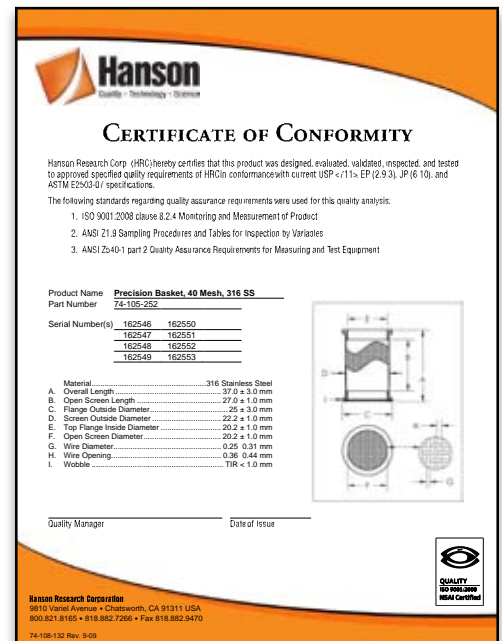 Hanson
Quality · Technology · Science
CERTIFICATE OF CONFORMITY
Hanson Research Corp (HRC) hereby certifies that this product was designed, evaluated, validated, inspected, and tested
to approved specified quality requirements of HRC in conformance with current USP <711>, EP (2.9.3), JP (6.10), and
ASTM E2503-07 specifications.
The following standards regarding quality assurance requirements were used for this quality analysis:
1. ISO 9001:2008 clause 8.2.4 Monitoring and Measurement of Product
2. ANSI Z1.9 Sampling Procedures and Tables for Inspection by Variables
3. ANSI Z540-1 part 2 Quality Assurance Requirements for Measuring and Test Equipment
Product Name Precision Basket, 40 Mesh, 316 SS
Part Number 74-105-252
Serial Number(s) 162546 162550
162547 162551
162548 162552
162549 162553
Material 316 Stainless Steel
A. Overall Length 37.0 ± 3.0 mm
B. Open Screen Length 27.0 ± 1.0 mm
C. Flange Outside Diameter 25 ± 3.0 mm
D. Screen Outside Diameter 22.2 ± 1.0 mm
E. Top Flange Inside Diameter 20.2 ± 1.0 mm
F. Open Screen Diameter 20.2 ± 1.0 mm
G. Wire Diameter 0.25 0.31 mm
H. Wire Opening 0.36 0.44 mm
I. Wobble TIR < 1.0 mm
Quality Manager Date of Issue
QUALITY
ISO 9001:2008
NSAI Certified
Hanson Research Corporation
9810 Variel Avenue • Chatsworth, CA 91311 USA
800.821.8165 • 818.882.7266 • Fax 818.882.9470
74-108-132 Rev. 9-09